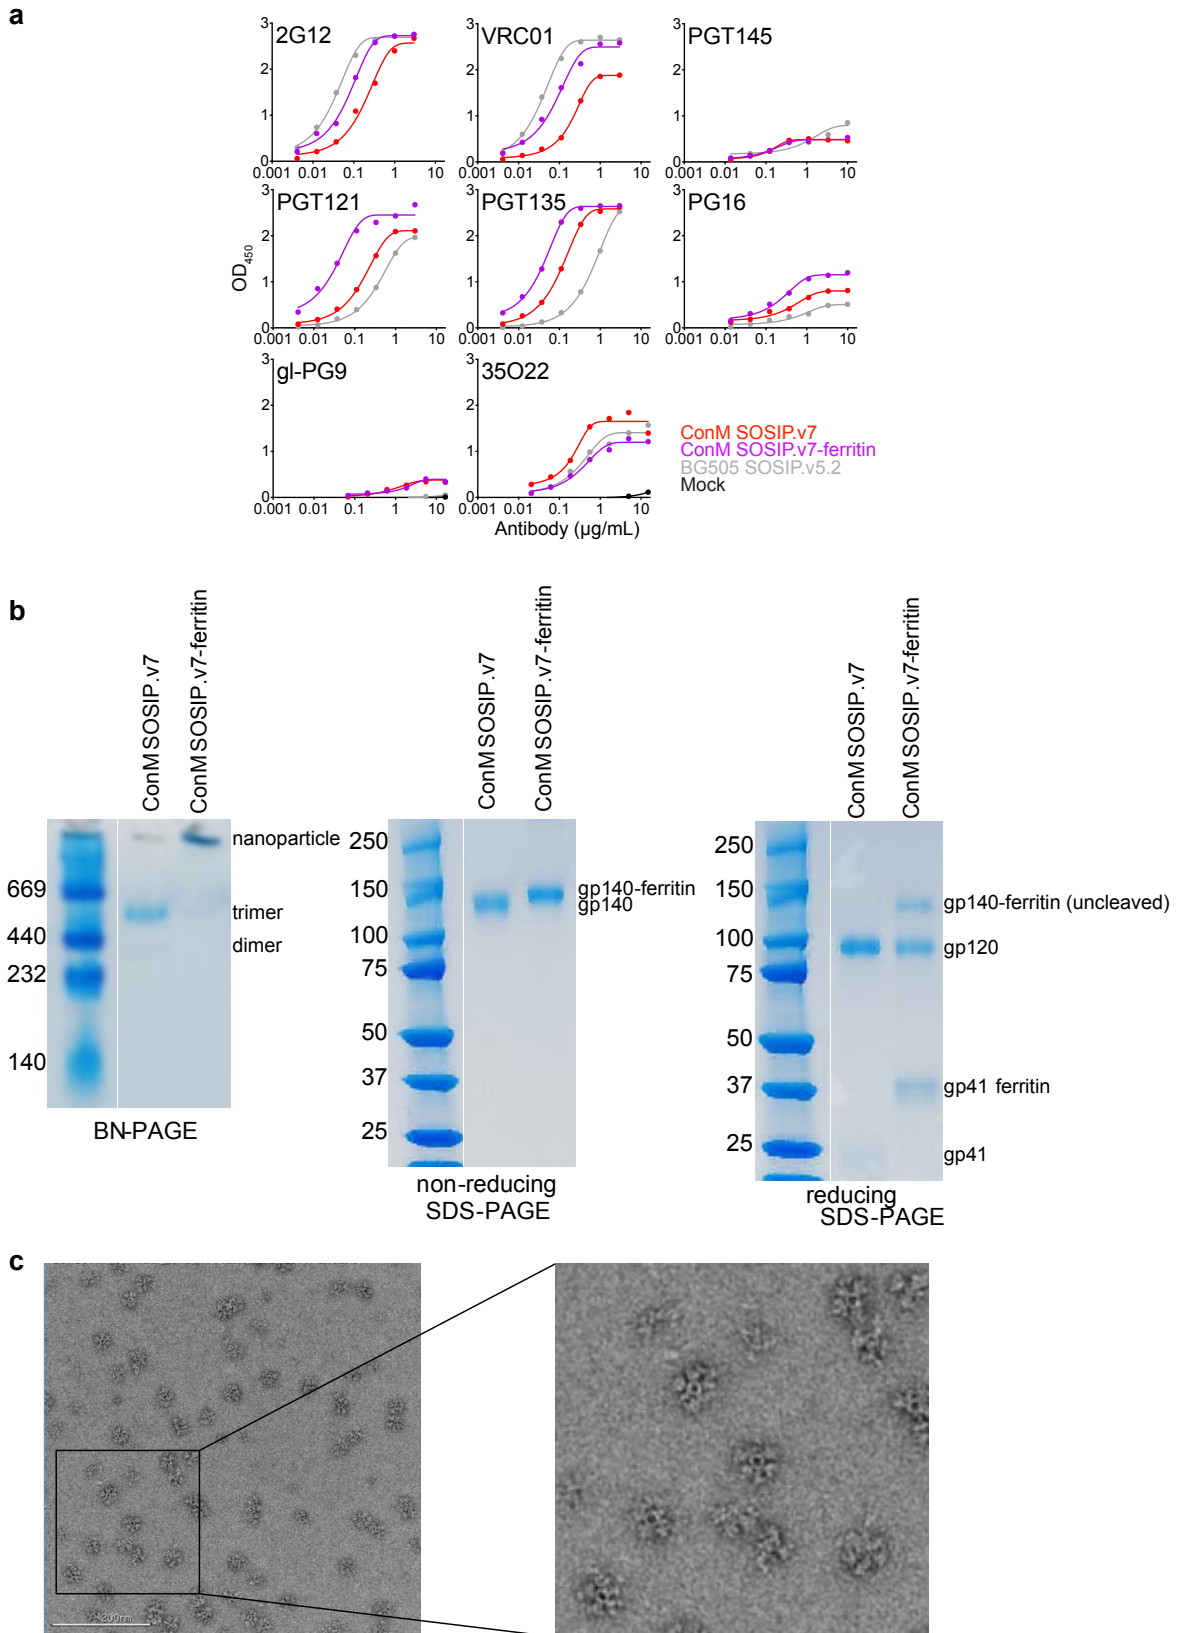 a
2G12
VRC01
PGT145
3
2
1
0
0.001 0.01 0.1 1 10
3
2
1
0
0.001 0.01 0.1 1 10
3
2
1
0
0.001 0.01 0.1 1 10
PGT121
PGT135
PG16
OD450
3
2
1
0
0.001 0.01 0.1 1 10
3
2
1
0
0.001 0.01 0.1 1 10
3
2
1
0
0.001 0.01 0.1 1 10
gl-PG9
35O22
3
2
1
0
0.001 0.01 0.1 1 10
3
2
1
0
0.001 0.01 0.1 1 10
Antibody (µg/mL)
ConM SOSIP.v7
ConM SOSIP.v7-ferritin
BG505 SOSIP.v5.2
Mock
b
ConM SOSIP.v7
ConM SOSIP.v7-ferritin
669
440
232
140
nanoparticle
trimer
dimer
BN-PAGE
ConM SOSIP.v7
ConM SOSIP.v7-ferritin
250
150
100
75
50
37
25
gp140-ferritin
gp140
non-reducing
SDS-PAGE
ConM SOSIP.v7
ConM SOSIP.v7-ferritin
250
150
100
75
50
37
25
gp140-ferritin (uncleaved)
gp120
gp41 ferritin
gp41
reducing
SDS-PAGE
c
200nm